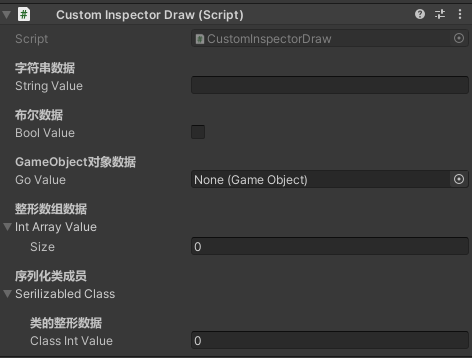 Custom Inspector Draw (Script)
Script CustomInspectorDraw
字符串数据
String Value
布尔数据
Bool Value
GameObject对象数据
Go Value None (Game Object)
整形数组数据
Int Array Value
Size 0
序列化类成员
Serilizabled Class
类的整形数据
Class Int Value 0